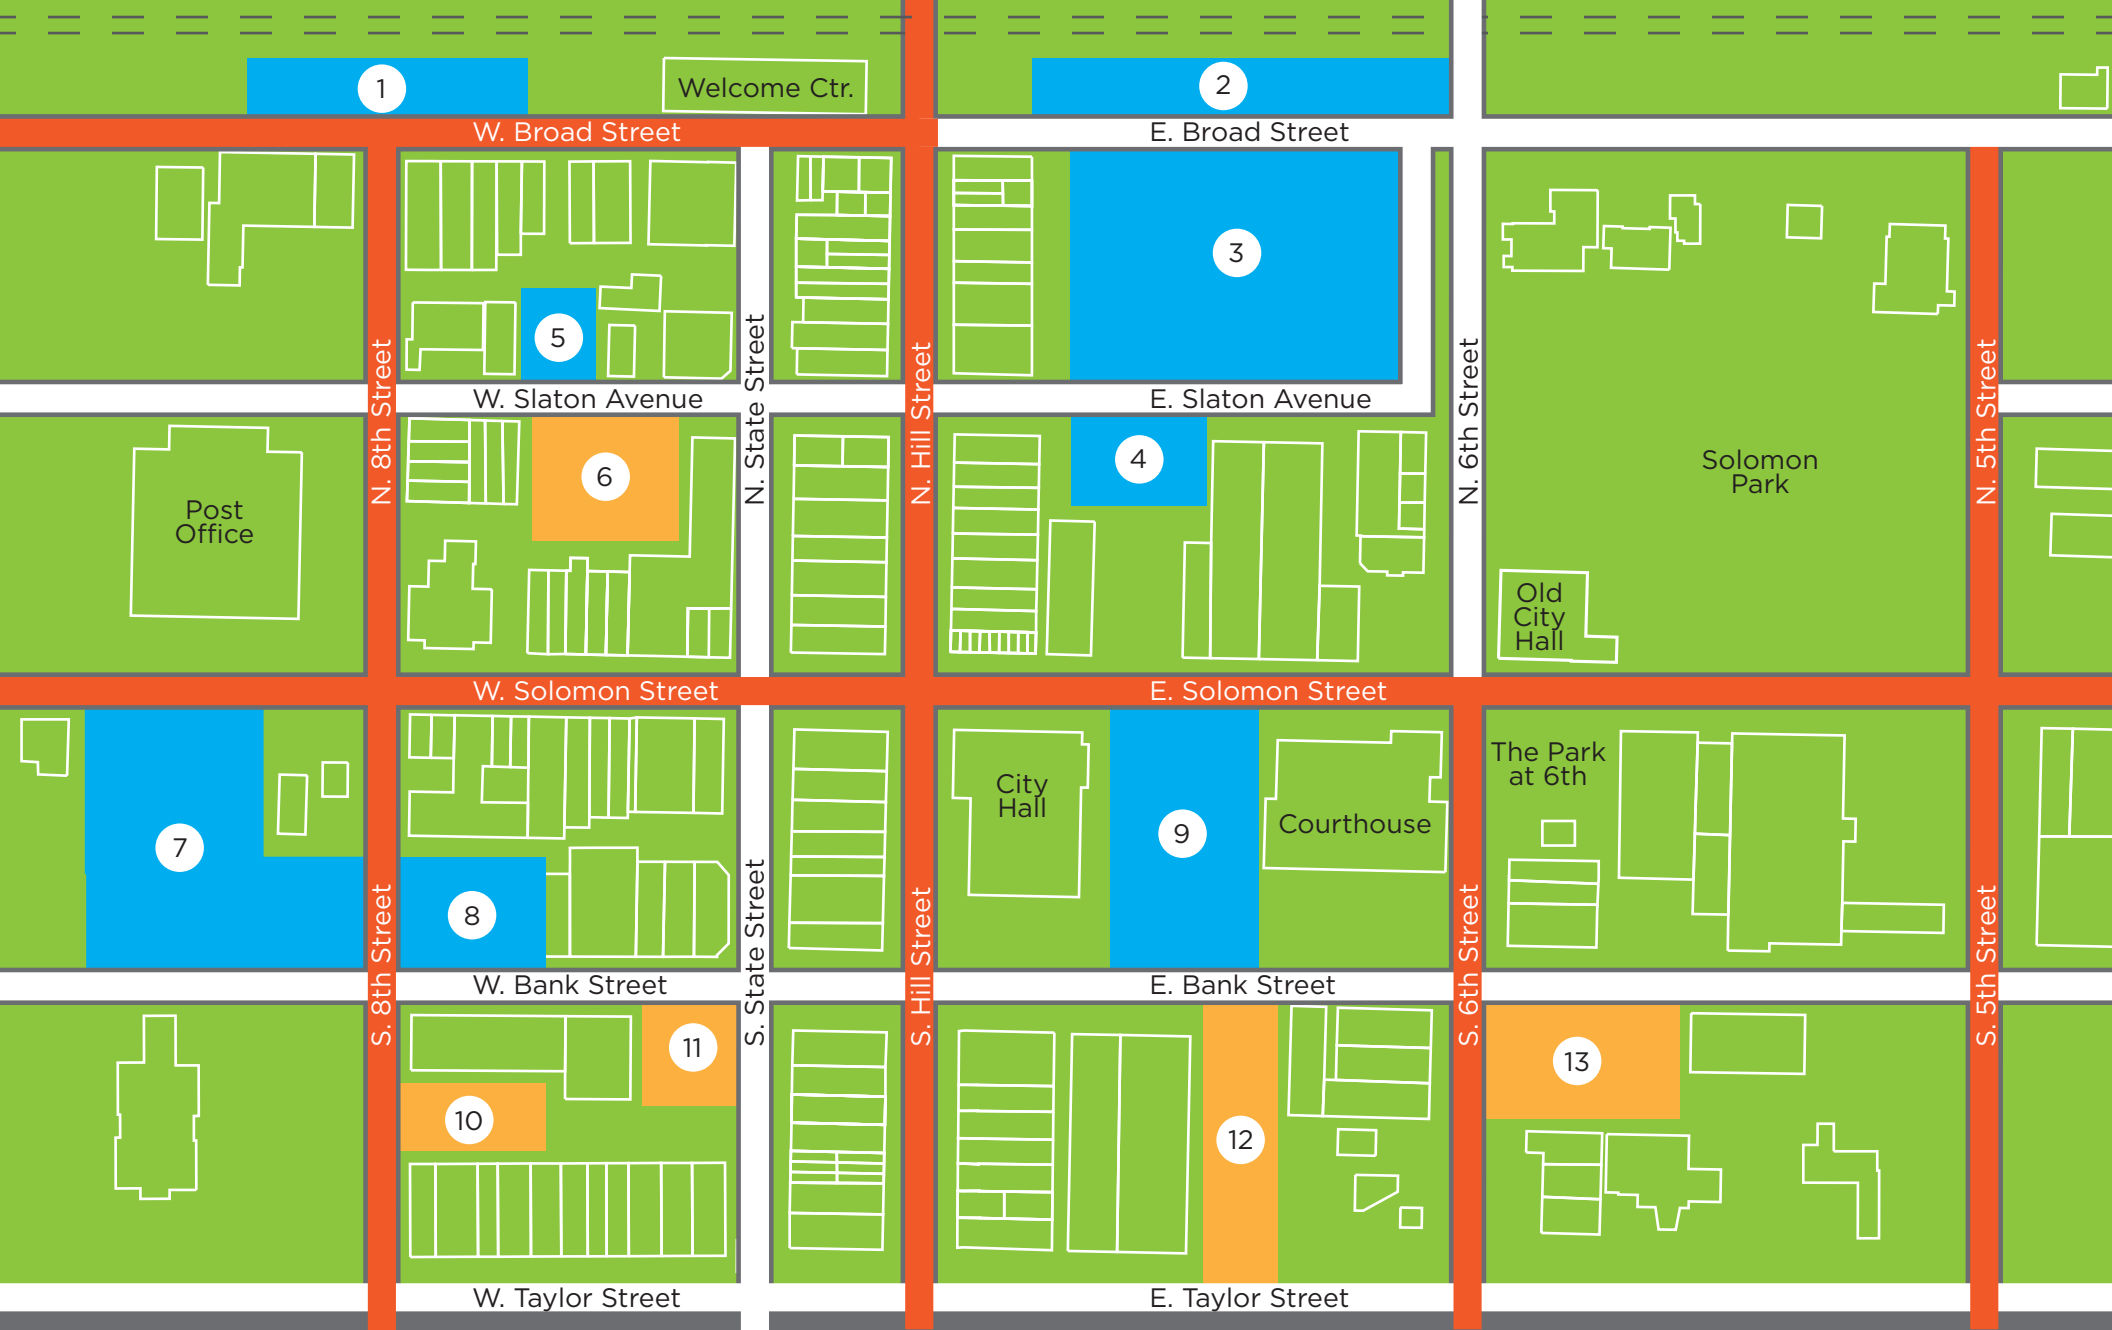 1
Welcome Ctr.
2
W. Broad Street
E. Broad Street
3
5
4
W. Slaton Avenue
E. Slaton Avenue
N. 8th Street
N. State Street
N. Hill Street
N. 6th Street
N. 5th Street
6
Post
Office
Solomon
Park
Old
City
Hall
W. Solomon Street
E. Solomon Street
7
8
City
Hall
9
Courthouse
The Park
at 6th
S. 8th Street
S. State Street
S. Hill Street
S. 6th Street
S. 5th Street
W. Bank Street
E. Bank Street
11
10
12
13
W. Taylor Street
E. Taylor Street